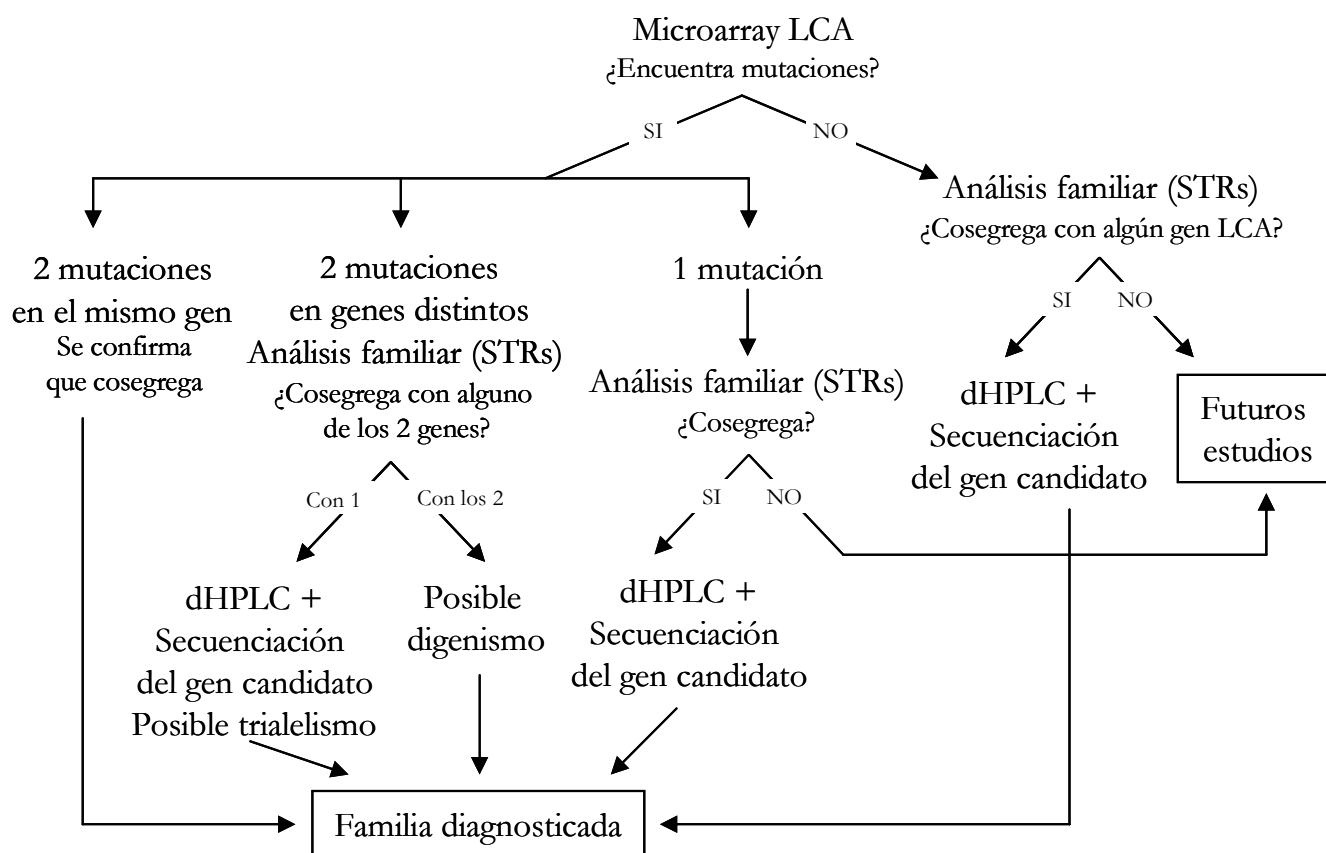 Microarray LCA
¿Encuentra mutaciones?
SI
NO
Análisis familiar (STRs)
¿Cosegrega con algún gen LCA?
2 mutaciones
en el mismo gen
Se confirma
que cosegrega
2 mutaciones
en genes distintos
Análisis familiar (STRs)
¿Cosegrega con alguno
de los 2 genes?
1 mutación
Análisis familiar (STRs)
¿Cosegrega?
SI
NO
dHPLC +
Secuenciación
del gen candidato
Futuros
estudios
Con 1
Con los 2
SI
NO
dHPLC +
Secuenciación
del gen candidato
Posible trialelismo
Posible
digenismo
dHPLC +
Secuenciación
del gen candidato
Familia diagnosticada